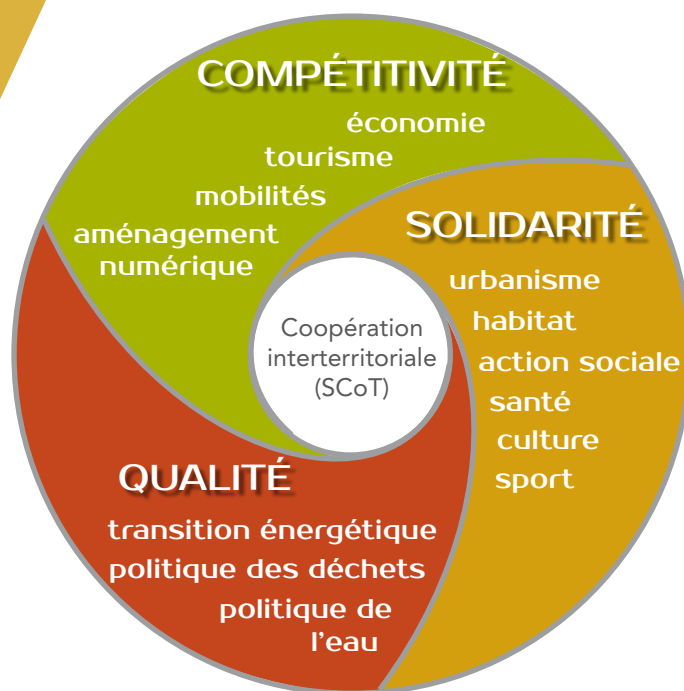 COMPÉTITIVITÉ
économie
tourisme
mobilités
aménagement
numérique
SOLIDARITÉ
urbanisme
habitat
action sociale
santé
culture
sport
Coopération
interterritoriale
(SCoT)
QUALITÉ
transition énergétique
politique des déchets
politique de
l'eau